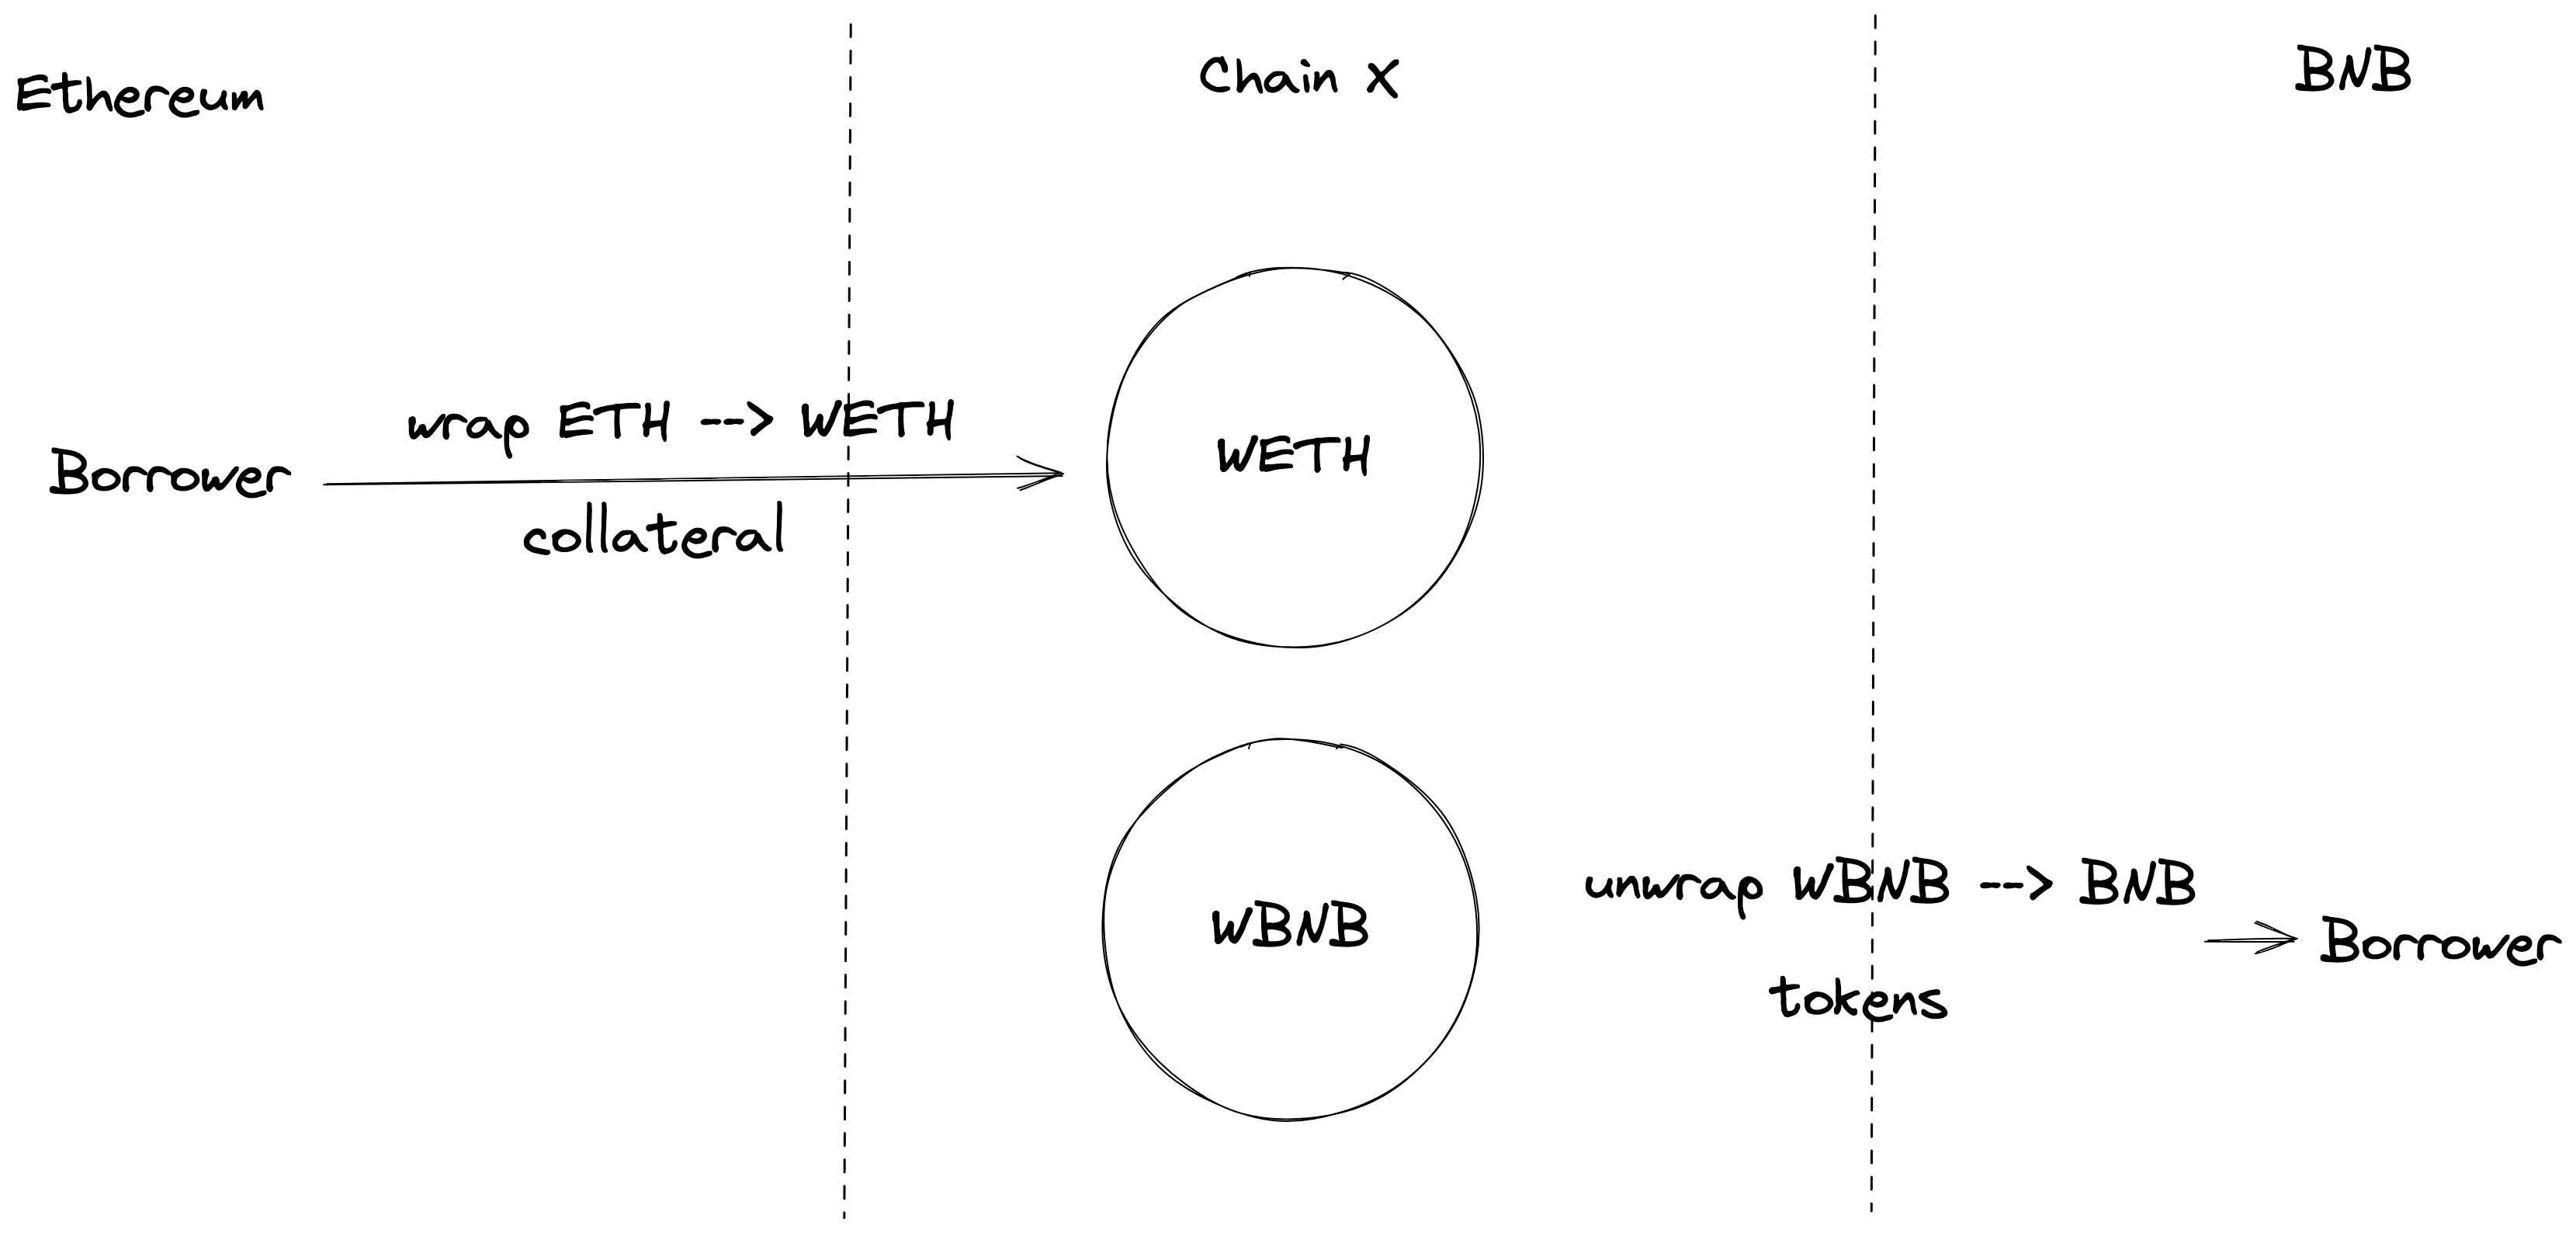 Ethereum
Chain X
BNB
wrap ETH --> WETH
Borrower
collateral
WETH
WBNB
unwrap WBNB --> BNB
Borrower
tokens